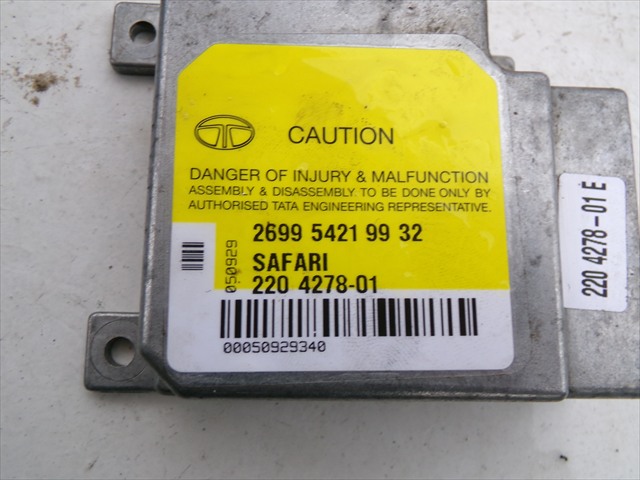 CAUTION
DANGER OF INJURY & MALFUNCTION
ASSEMBLY & DISASSEMBLY TO BE DONE ONLY BY
AUTHORISED TATA ENGINEERING REPRESENTATIVE.
2699 5421 99 32
SAFARI
220 4278-01
050929
00050929340
220 4278-01 E